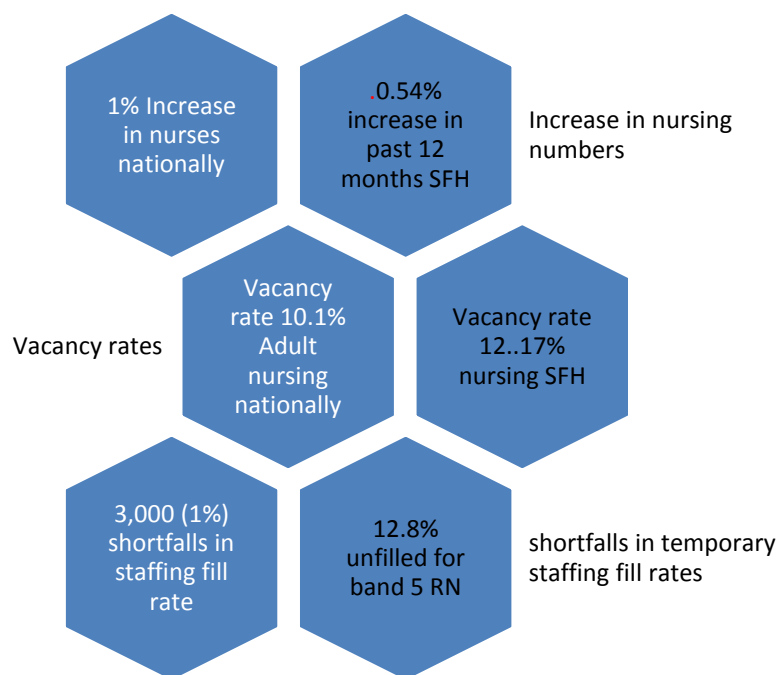 1% Increase
in nurses
nationally
.0.54%
increase in
past 12
months SFH
Increase in nursing
numbers
Vacancy rates
Vacancy
rate 10.1%
Adult
nursing
nationally
Vacancy rate
12..17%
nursing SFH
3,000 (1%)
shortfalls in
staffing fill
rate
12.8%
unfilled for
band 5 RN
shortfalls in temporary
staffing fill rates